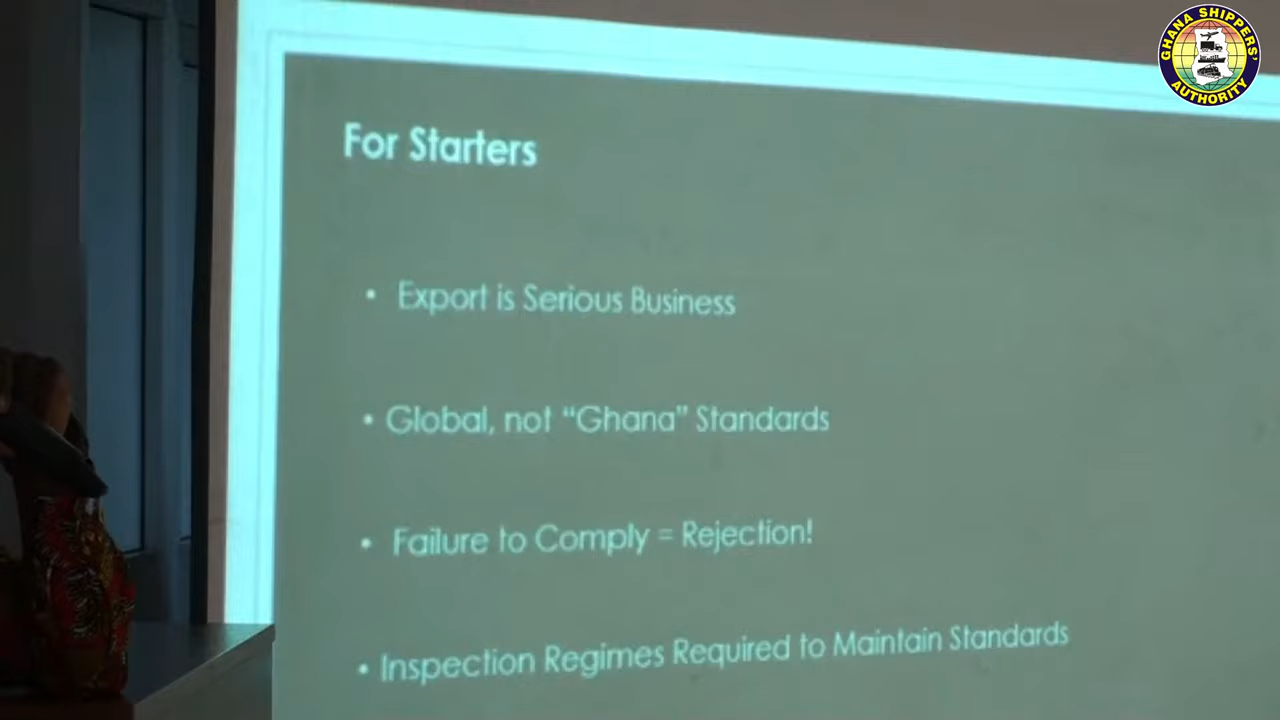 GHANA SHIPPERS'
AUTHORITY
For Starters
• Export is Serious Business
• Global, not “Ghana” Standards
• Failure to Comply = Rejection!
• Inspection Regimes Required to Maintain Standards